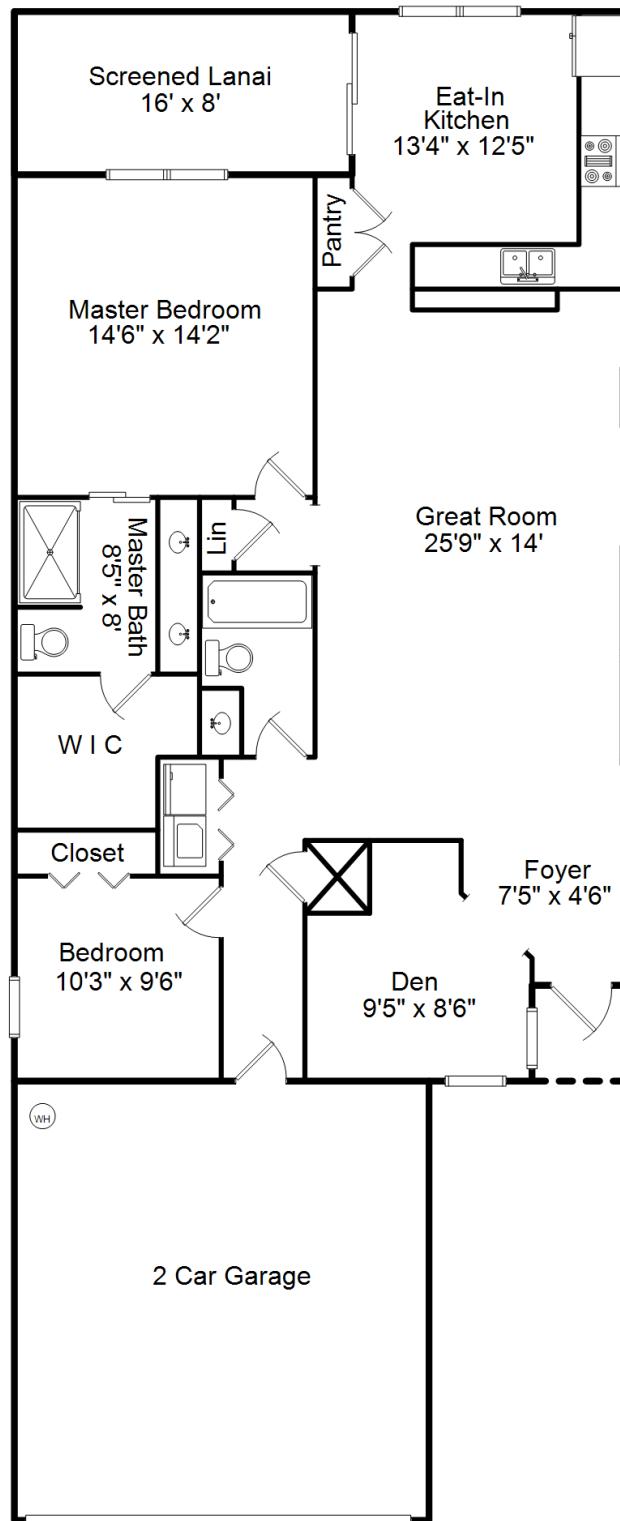 Screened Lanai
16' x 8'
Eat-In
Kitchen
13'4" x 12'5"
Pantry
Master Bedroom
14'6" x 14'2"
Great Room
25'9" x 14'
Lin
Master Bath
8'5" x 8'
W I C
Closet
Foyer
7'5" x 4'6"
Bedroom
10'3" x 9'6"
Den
9'5" x 8'6"
WH
2 Car Garage